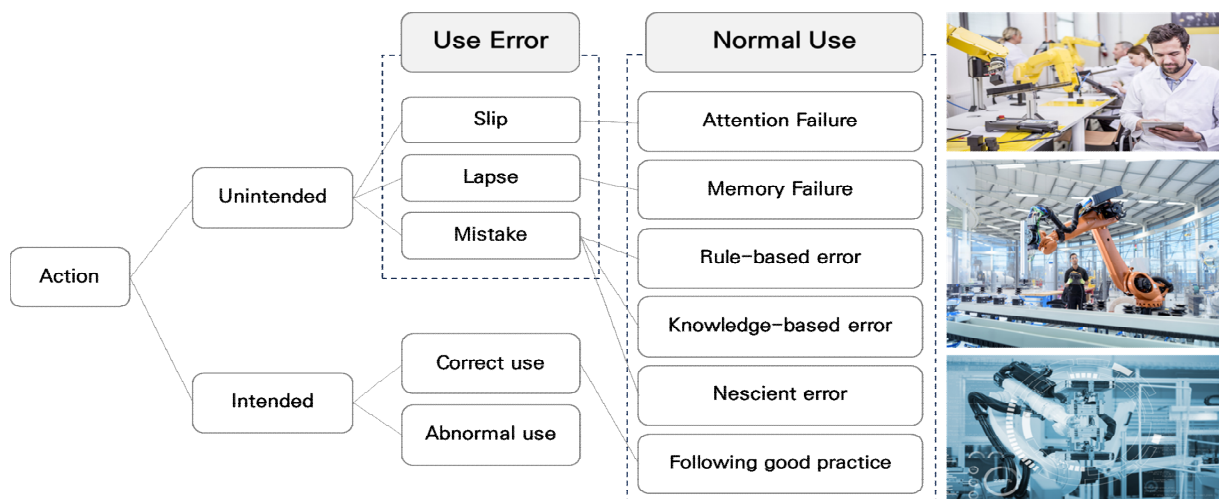 Use Error
Normal Use
Slip
Attention Failure
Lapse
Memory Failure
Unintended
Mistake
Rule-based error
Action
Knowledge-based error
Correct use
Nescient error
Intended
Abnormal use
Following good practice